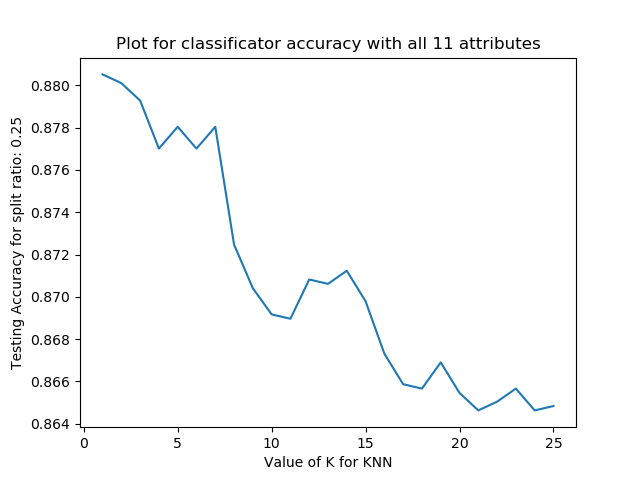 Plot for classificator accuracy with all 11 attributes
0.880
0.878
0.876
0.874
0.872
0.870
0.868
0.866
0.864
Testing Accuracy for split ratio: 0.25
0 5 10 15 20 25
Value of K for KNN